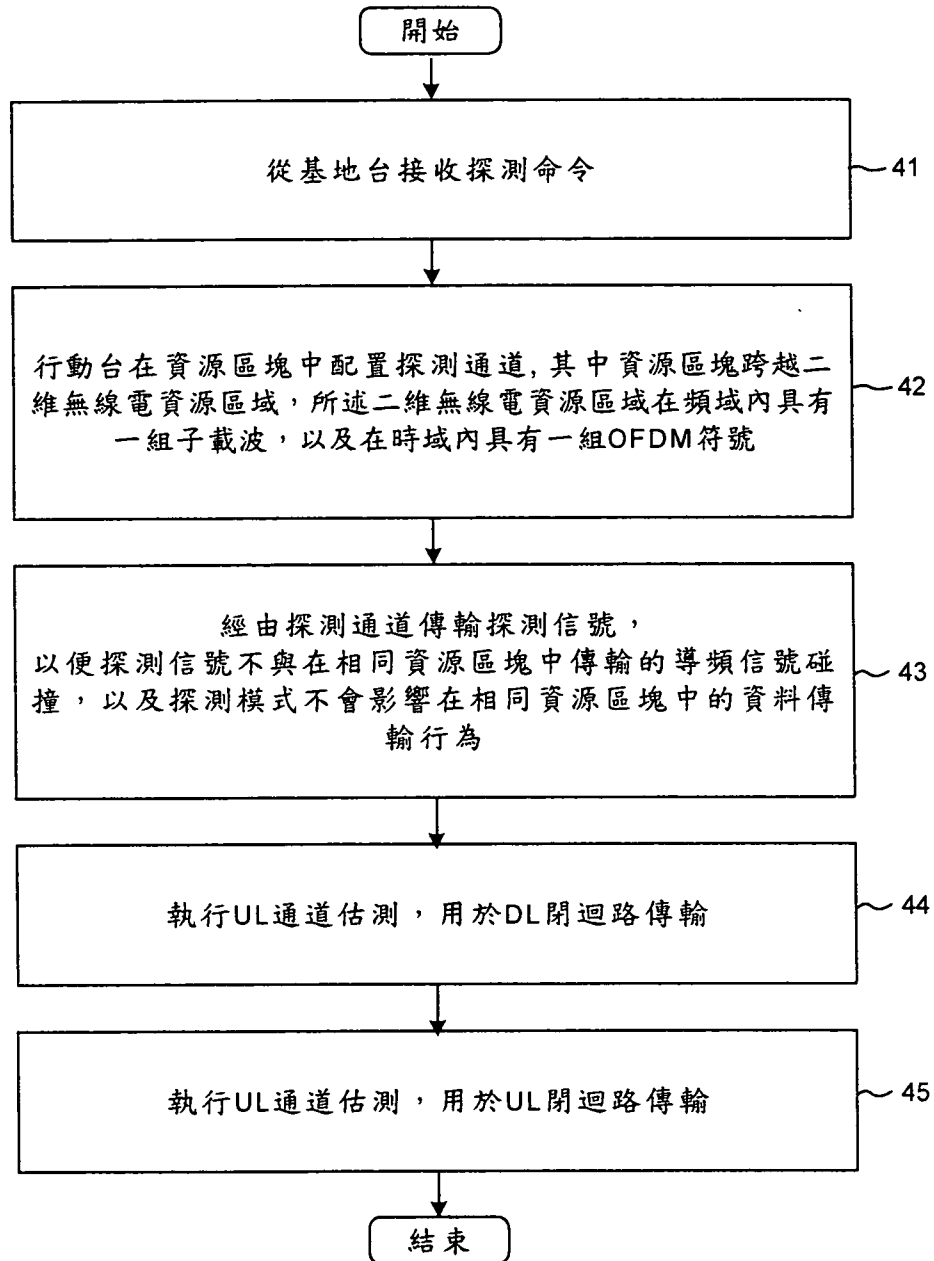 開始
從基地台接收探測命令
41
行動台在資源區塊中配置探測通道,其中資源區塊跨越二
維無線電資源區域，所述二維無線電資源區域在頻域內具有
一組子載波，以及在時域內具有一組OFDM符號
42
經由探測通道傳輸探測信號，
以便探測信號不與在相同資源區塊中傳輸的導頻信號碰
撞，以及探測模式不會影響在相同資源區塊中的資料傳
輸行為
43
執行UL通道估測，用於DL閉迴路傳輸
44
執行UL通道估測，用於UL閉迴路傳輸
45
結束